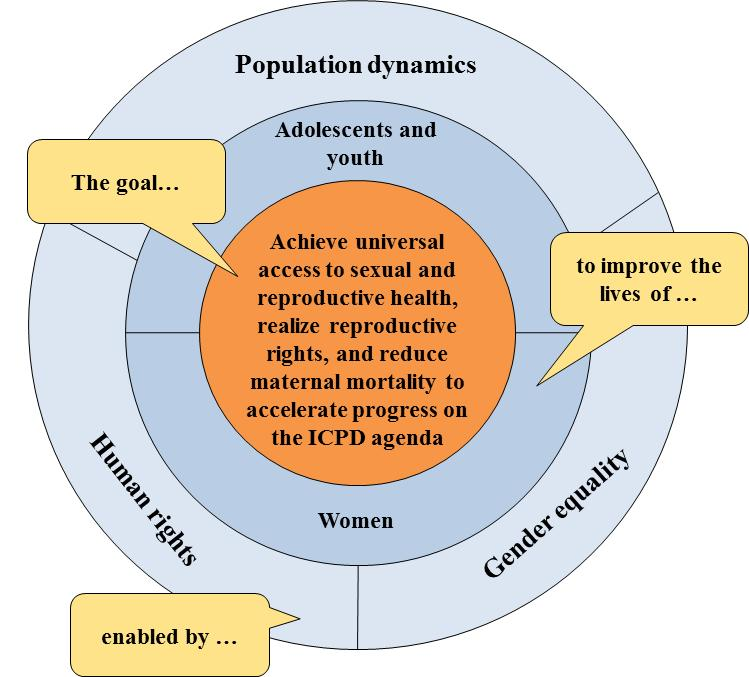 Population dynamics
Adolescents and
youth
The goal…
Achieve universal
access to sexual and
reproductive health,
realize reproductive
rights, and reduce
maternal mortality to
accelerate progress on
the ICPD agenda
to improve the
lives of …
Human rights
Gender equality
Women
enabled by …